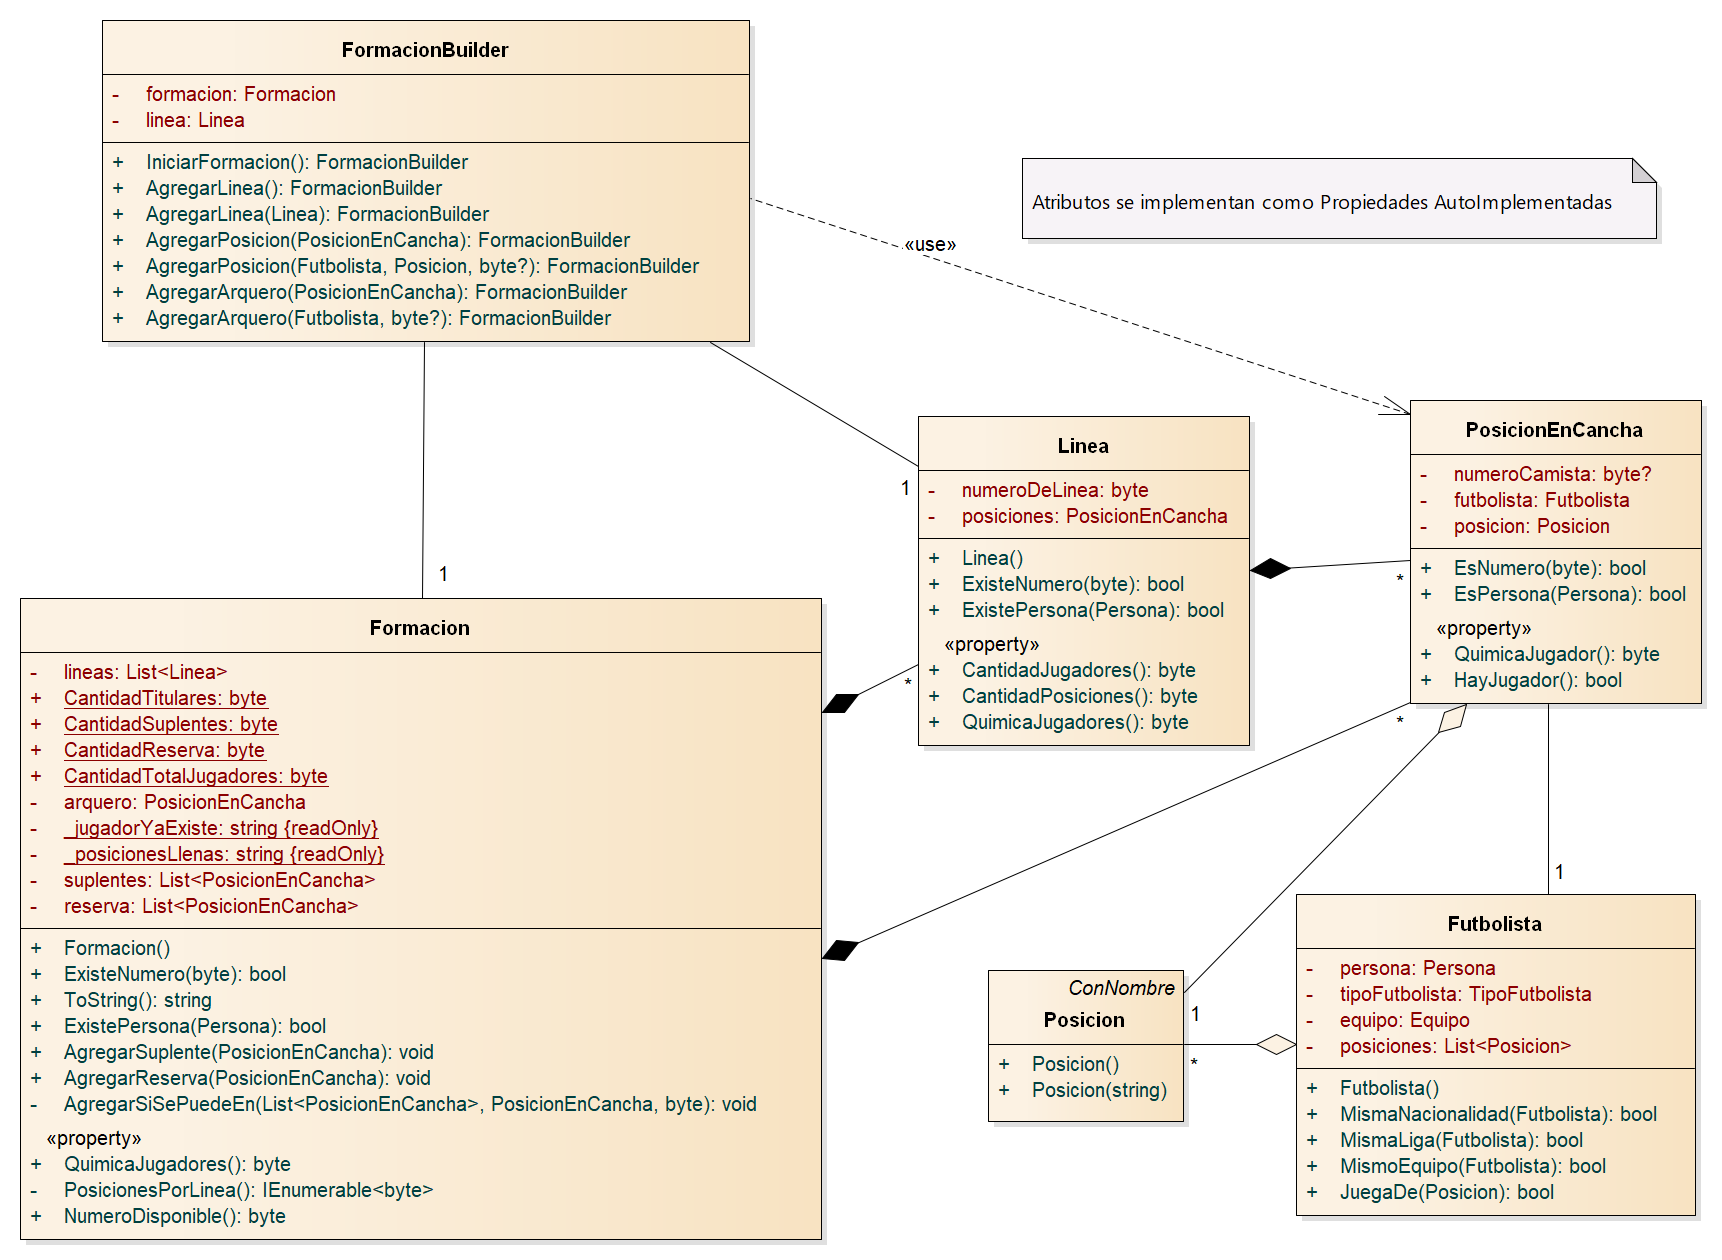 FormacionBuilder
- formacion: Formacion
- linea: Linea
+ IniciarFormacion(): FormacionBuilder
+ AgregarLinea(): FormacionBuilder
+ AgregarLinea(Linea): FormacionBuilder
+ AgregarPosicion(PosicionEnCancha): FormacionBuilder
+ AgregarPosicion(Futbolista, Posicion, byte?): FormacionBuilder
+ AgregarArquero(PosicionEnCancha): FormacionBuilder
+ AgregarArquero(Futbolista, byte?): FormacionBuilder
Atributos se implementan como Propiedades AutoImplementadas
«use»
1
1
Linea
- numeroDeLinea: byte
- posiciones: PosicionEnCancha
+ Linea()
+ ExisteNumero(byte): bool
+ ExistePersona(Persona): bool
«property»
+ CantidadJugadores(): byte
+ CantidadPosiciones(): byte
+ QuimicaJugadores(): byte
*
*
PosicionEnCancha
- numeroCamista: byte?
- futbolista: Futbolista
- posicion: Posicion
+ EsNumero(byte): bool
+ EsPersona(Persona): bool
«property»
+ QuimicaJugador(): byte
+ HayJugador(): bool
*
1
Formacion
- lineas: List<Linea>
+ CantidadTitulares: byte
+ CantidadSuplentes: byte
+ CantidadReserva: byte
+ CantidadTotalJugadores: byte
- arquero: PosicionEnCancha
- _jugadorYaExiste: string {readOnly}
- _posicionesLlenas: string {readOnly}
- suplentes: List<PosicionEnCancha>
- reserva: List<PosicionEnCancha>
+ Formacion()
+ ExisteNumero(byte): bool
+ ToString(): string
+ ExistePersona(Persona): bool
+ AgregarSuplente(PosicionEnCancha): void
+ AgregarReserva(PosicionEnCancha): void
- AgregarSiSePuedeEn(List<PosicionEnCancha>, PosicionEnCancha, byte): void
«property»
+ QuimicaJugadores(): byte
- PosicionesPorLinea(): IEnumerable<byte>
+ NumeroDisponible(): byte
ConNombre
Posicion
+ Posicion()
+ Posicion(string)
1
*
Futbolista
- persona: Persona
- tipoFutbolista: TipoFutbolista
- equipo: Equipo
- posiciones: List<Posicion>
+ Futbolista()
+ MismaNacionalidad(Futbolista): bool
+ MismaLiga(Futbolista): bool
+ MismoEquipo(Futbolista): bool
+ JuegaDe(Posicion): bool